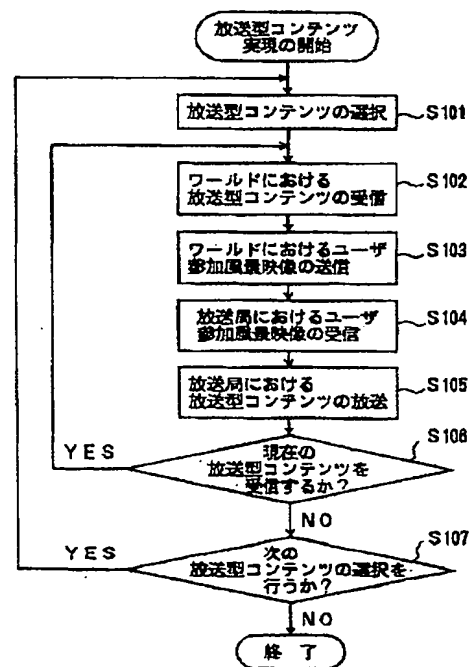 放送型コンテンツ
実現の開始
放送型コンテンツの選択
S101
ワールドにおける
放送型コンテンツの受信
S102
ワールドにおけるユーザ
参加風景映像の送信
S103
放送局におけるユーザ
参加風景映像の受信
S104
放送局における
放送型コンテンツの放送
S105
現在の
放送型コンテンツを
受信するか?
S106
YES
NO
次の
放送型コンテンツの選択を
行うか?
S107
YES
NO
終了